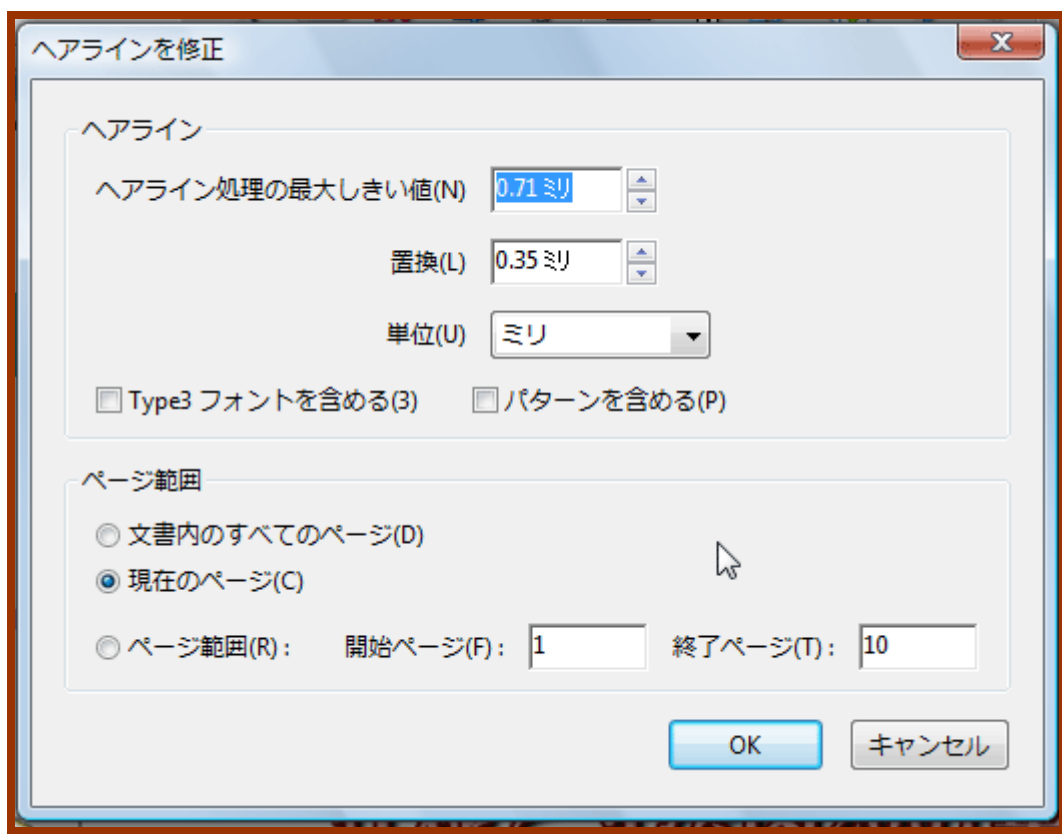 ヘアラインを修正
ヘアライン
ヘアライン処理の最大しきい値(N) 0.71 ミリ
置換(L) 0.35 ミリ
単位(U) ミリ
Type3 フォントを含める(3) パターンを含める(P)
ページ範囲
文書内のすべてのページ(D)
現在のページ(C)
ページ範囲(R) : 開始ページ(F) : 1 終了ページ(T) : 10
OK キャンセル